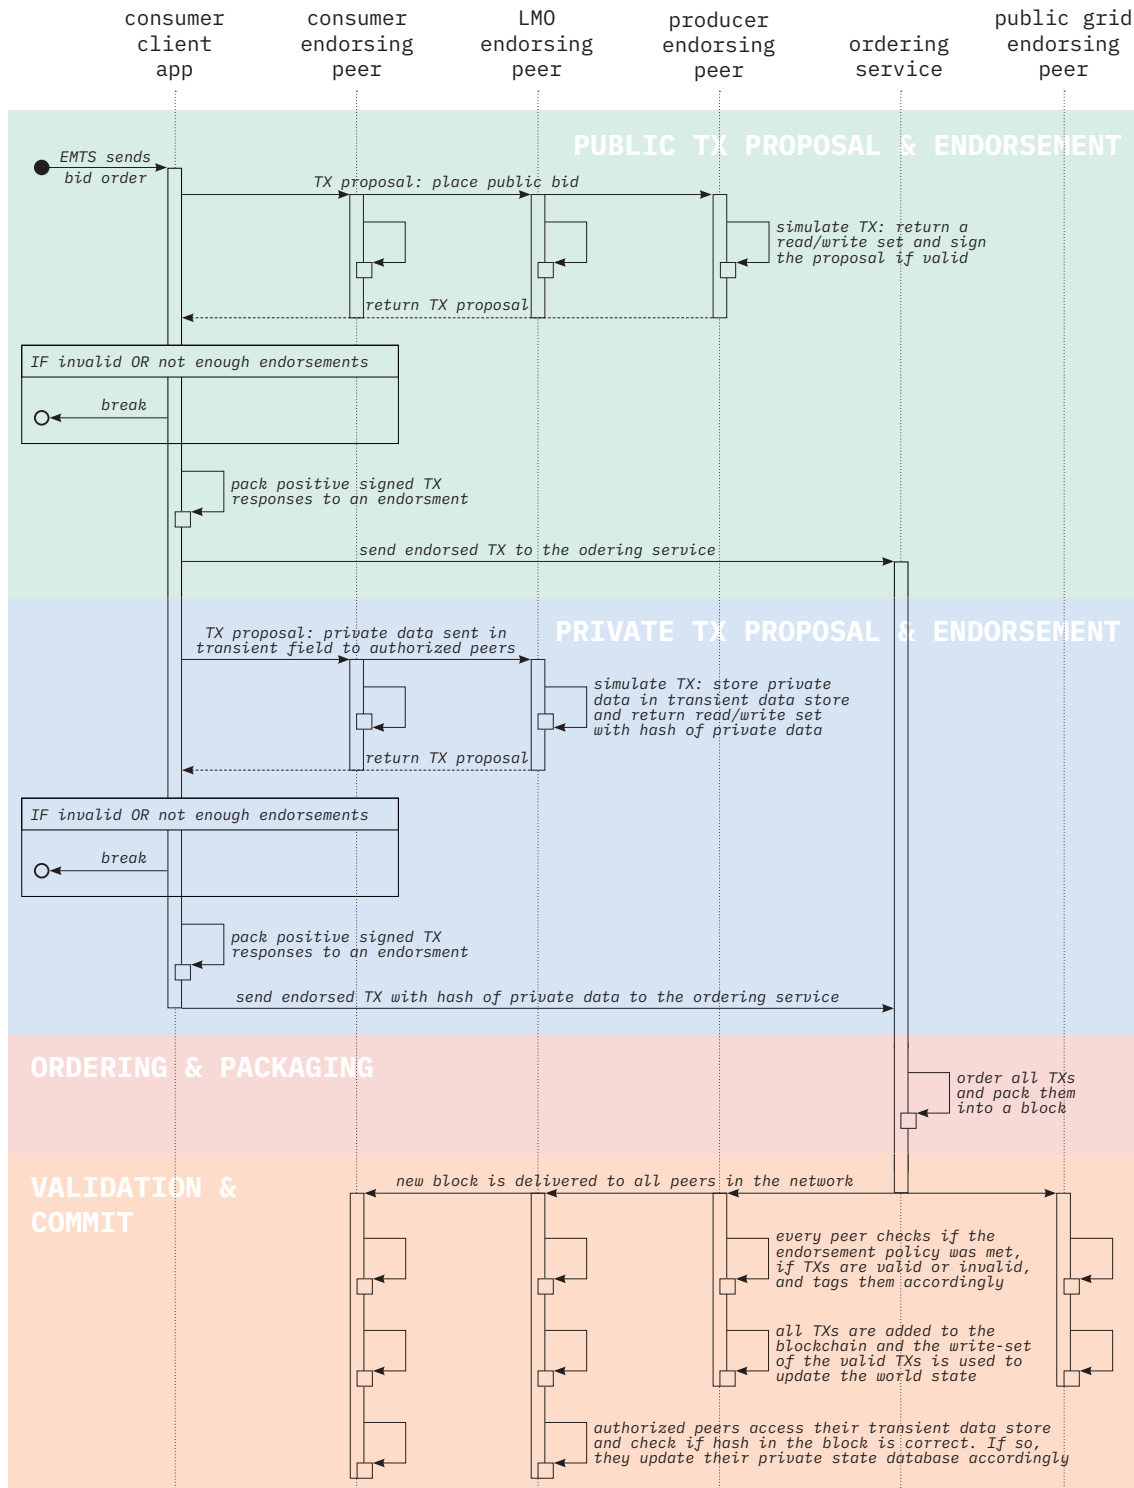 consumer
client
app
consumer
endorsing
peer
LMO
endorsing
peer
producer
endorsing
peer
ordering
service
public grid
endorsing
peer
PUBLIC TX PROPOSAL & ENDORSEMENT
EMTS sends
bid order
TX proposal: place public bid
simulate TX: return a
read/write set and sign
the proposal if valid
return TX proposal
IF invalid OR not enough endorsements
break
pack positive signed TX
responses to an endorsment
send endorsed TX to the odering service
PRIVATE TX PROPOSAL & ENDORSEMENT
TX proposal: private data sent in
transient field to authorized peers
simulate TX: store private
data in transient data store
and return read/write set
with hash of private data
return TX proposal
IF invalid OR not enough endorsements
break
pack positive signed TX
responses to an endorsment
send endorsed TX with hash of private data to the ordering service
ORDERING & PACKAGING
order all TXs
and pack them
into a block
VALIDATION &
COMMIT
new block is delivered to all peers in the network
every peer checks if the
endorsement policy was met,
if TXs are valid or invalid,
and tags them accordingly
all TXs are added to the
blockchain and the write-set
of the valid TXs is used to
update the world state
authorized peers access their transient data store
and check if hash in the block is correct. If so,
they update their private state database accordingly